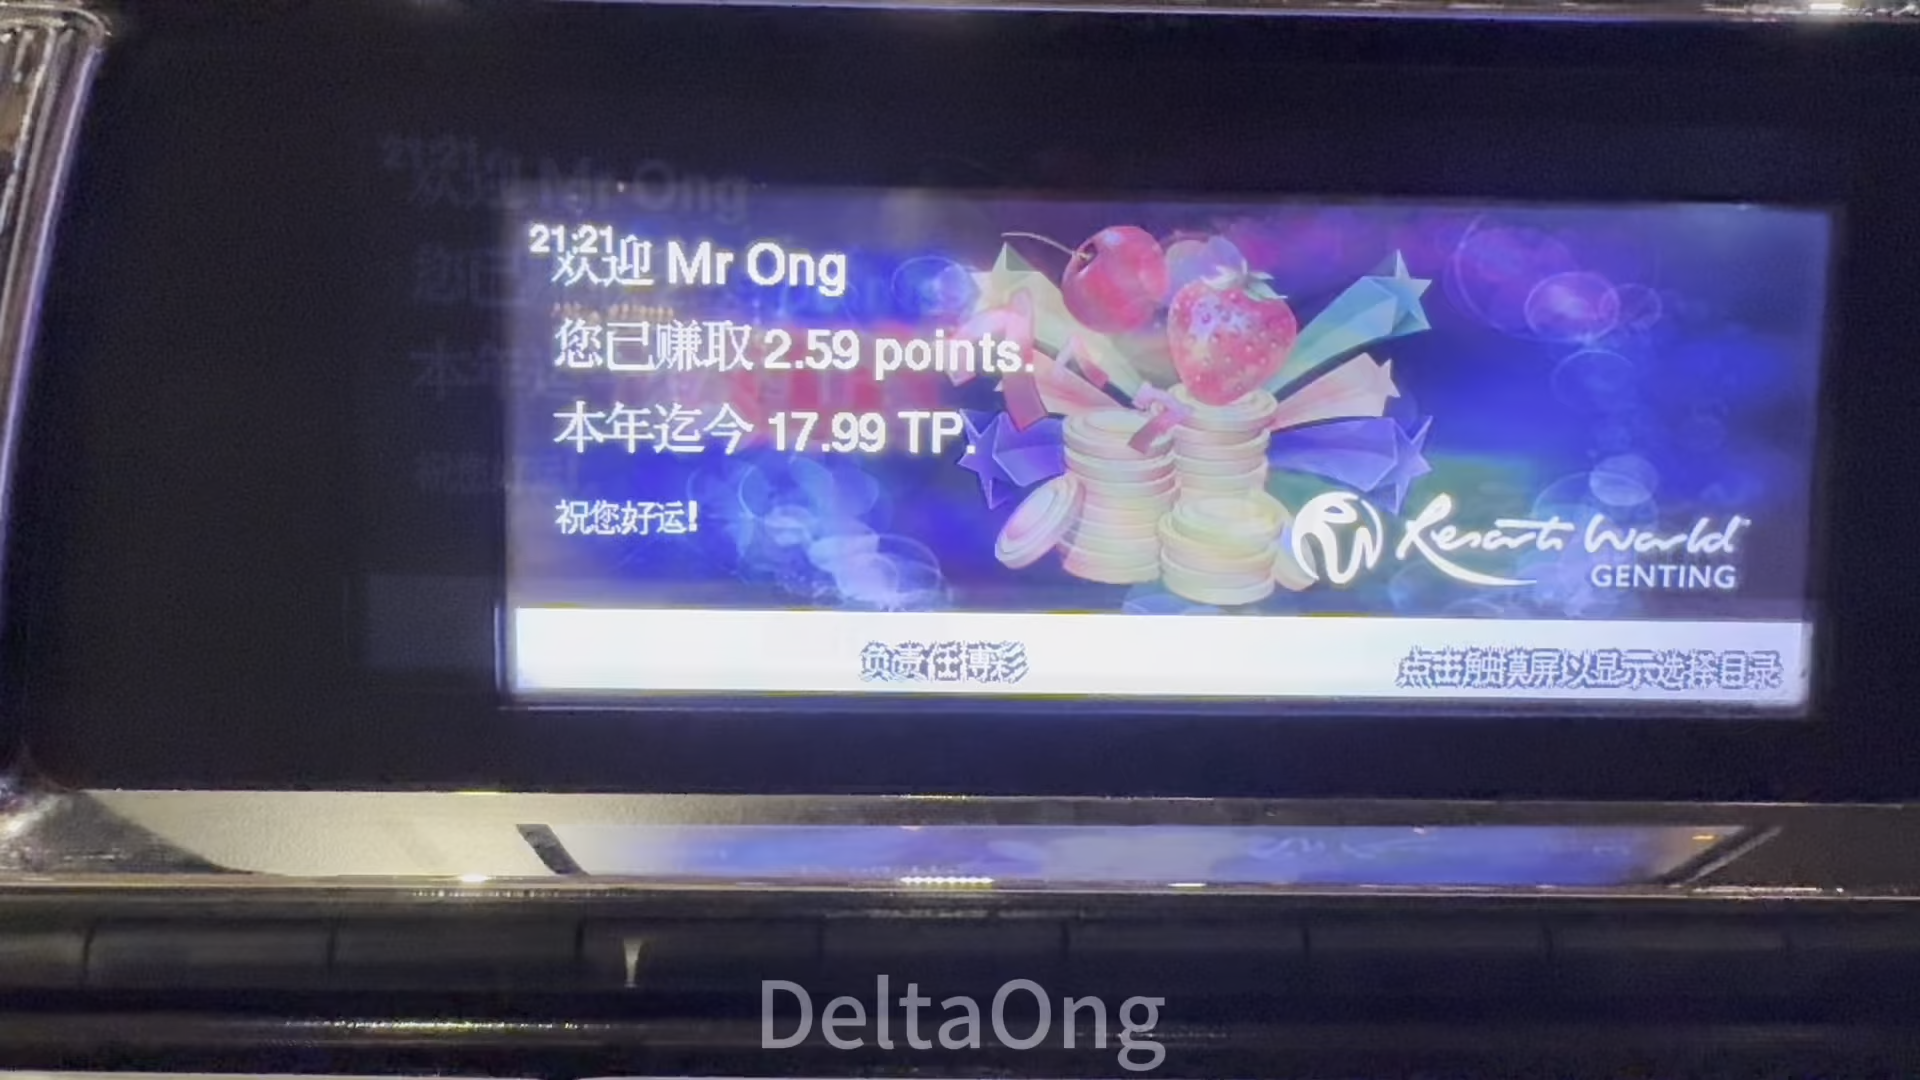 21:21
欢迎 Mr Ong
您已赚取 2.59 points.
本年迄今 17.99 TP.
祝您好运!
Resorts World
GENTING
负责任博彩
点击触摸屏以显示选择目录
DeltaOng